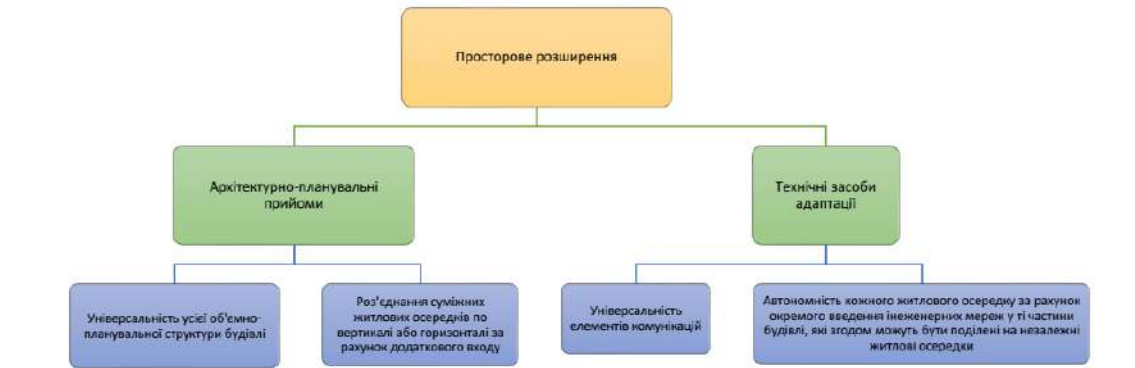 Просторове розширення
Архітектурно-планувальні
прийоми
Технічні засоби
адаптації
Універсальність усієї об'ємно-
планувальної структури будівлі
Роз'єднання суміжних
житлових осередків по
вертикалі або горизонталі за
рахунок додаткового входу
Універсальність
елементів комунікацій
Автономність кожного житлового осередку за рахунок
окремого введення інеженерних мереж у ті частини
будівлі, які згодом можуть бути поділені на незалежні
житлові осередки